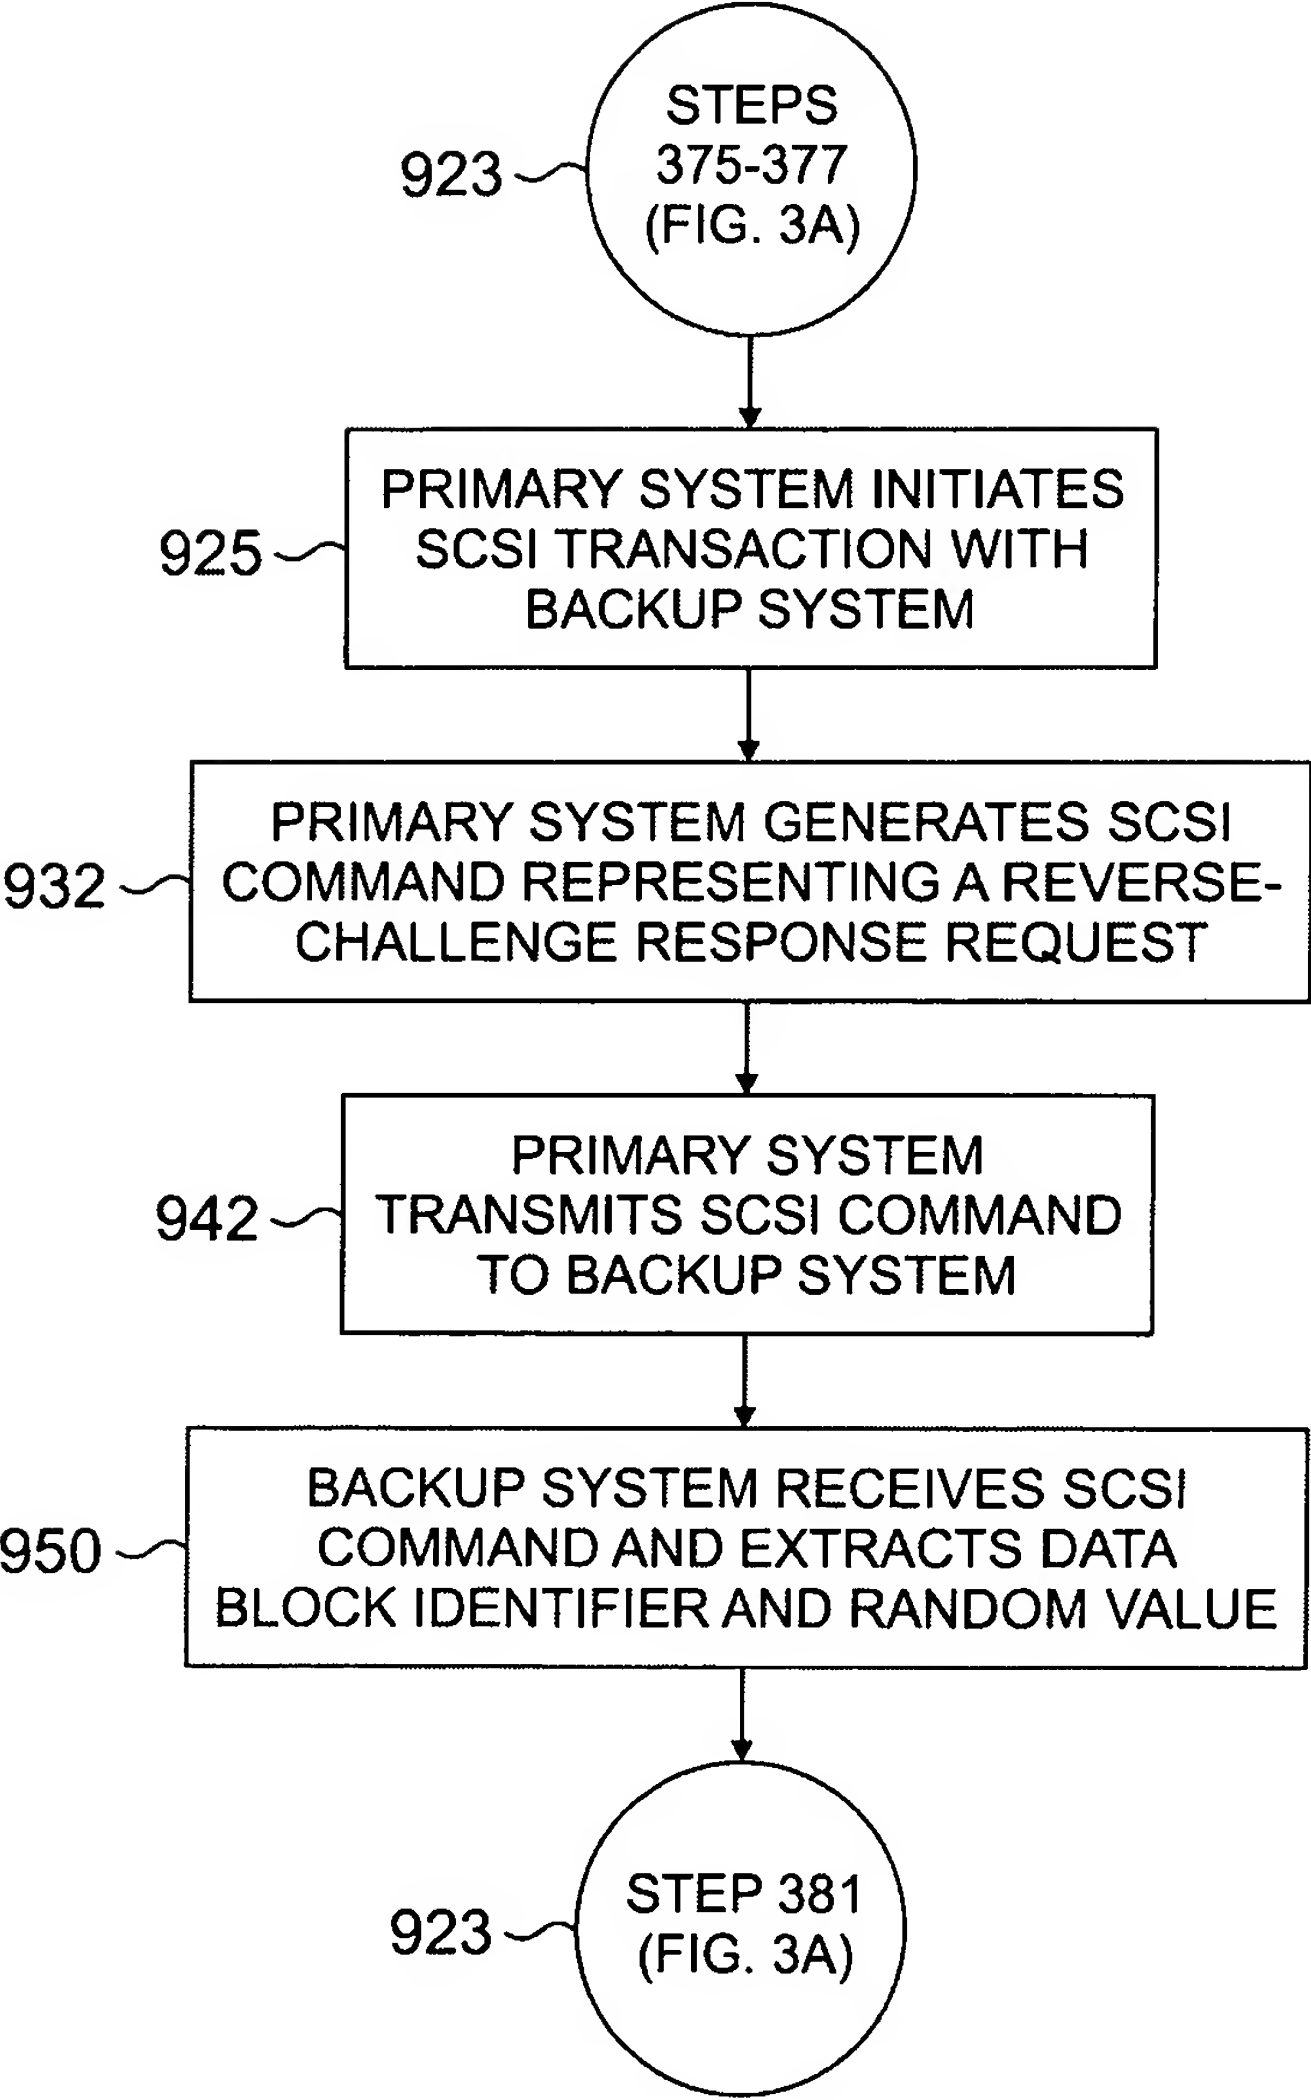 STEPS
375-377
(FIG. 3A)
923
PRIMARY SYSTEM INITIATES
SCSI TRANSACTION WITH
BACKUP SYSTEM
925
PRIMARY SYSTEM GENERATES SCSI
COMMAND REPRESENTING A REVERSE-
CHALLENGE RESPONSE REQUEST
932
PRIMARY SYSTEM
TRANSMITS SCSI COMMAND
TO BACKUP SYSTEM
942
BACKUP SYSTEM RECEIVES SCSI
COMMAND AND EXTRACTS DATA
BLOCK IDENTIFIER AND RANDOM VALUE
950
STEP 381
(FIG. 3A)
923